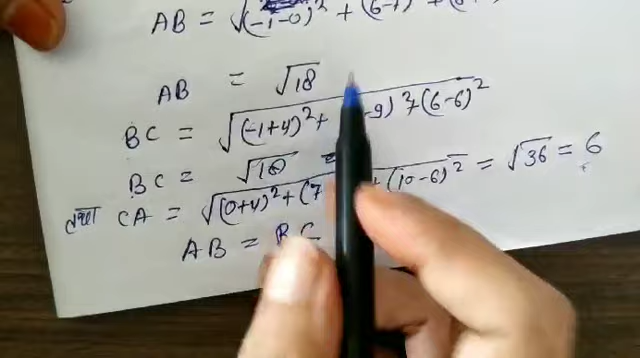 AB = √(-1-0)² + (6-7)² + (6-
AB = √18
BC = √(-1+4)² + -9)² + (6-6)²
BC = √18
तथा CA = √(0+4)² + (7 + (10-6)² = √36 = 6
AB = BC